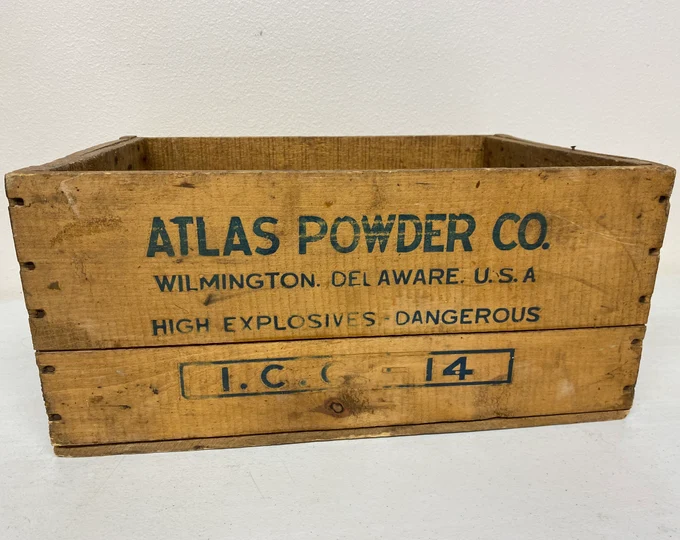 ATLAS POWDER CO.
WILMINGTON. DELAWARE. U.S.A
HIGH EXPLOSIVES - DANGEROUS
I.C.C - 14